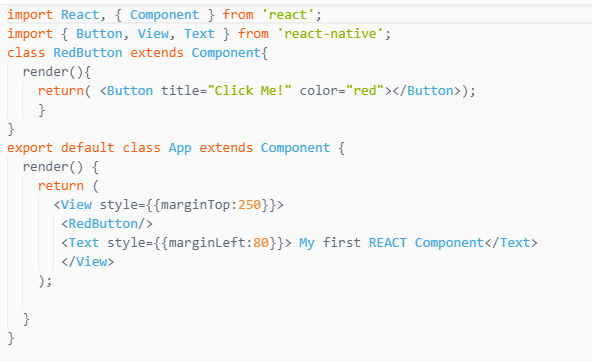 import React, { Component } from 'react';
import { Button, View, Text } from 'react-native';
class RedButton extends Component{
  render(){
    return( <Button title="Click Me!" color="red"></Button>);
    }
}
export default class App extends Component {
  render() {
    return (
      <View style={{marginTop:250}}>
       <RedButton/>
       <Text style={{marginLeft:80}}> My first REACT Component</Text>
       </View>
    );

  }
}